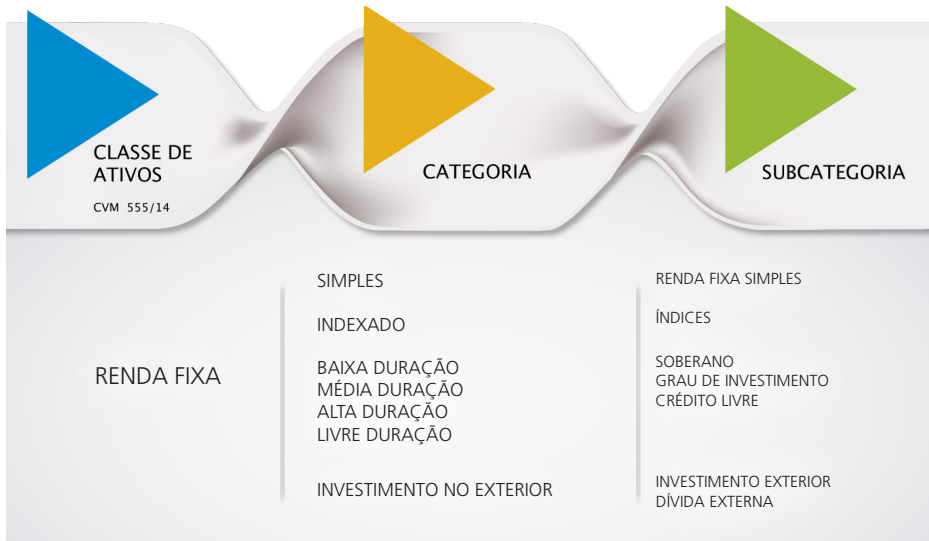 CLASSE DE
ATIVOS
CVM 555/14
CATEGORIA
SUBCATEGORIA
RENDA FIXA
SIMPLES
INDEXADO
BAIXA DURAÇÃO
MÉDIA DURAÇÃO
ALTA DURAÇÃO
LIVRE DURAÇÃO
INVESTIMENTO NO EXTERIOR
RENDA FIXA SIMPLES
ÍNDICES
SOBERANO
GRAU DE INVESTIMENTO
CRÉDITO LIVRE
INVESTIMENTO EXTERIOR
DÍVIDA EXTERNA